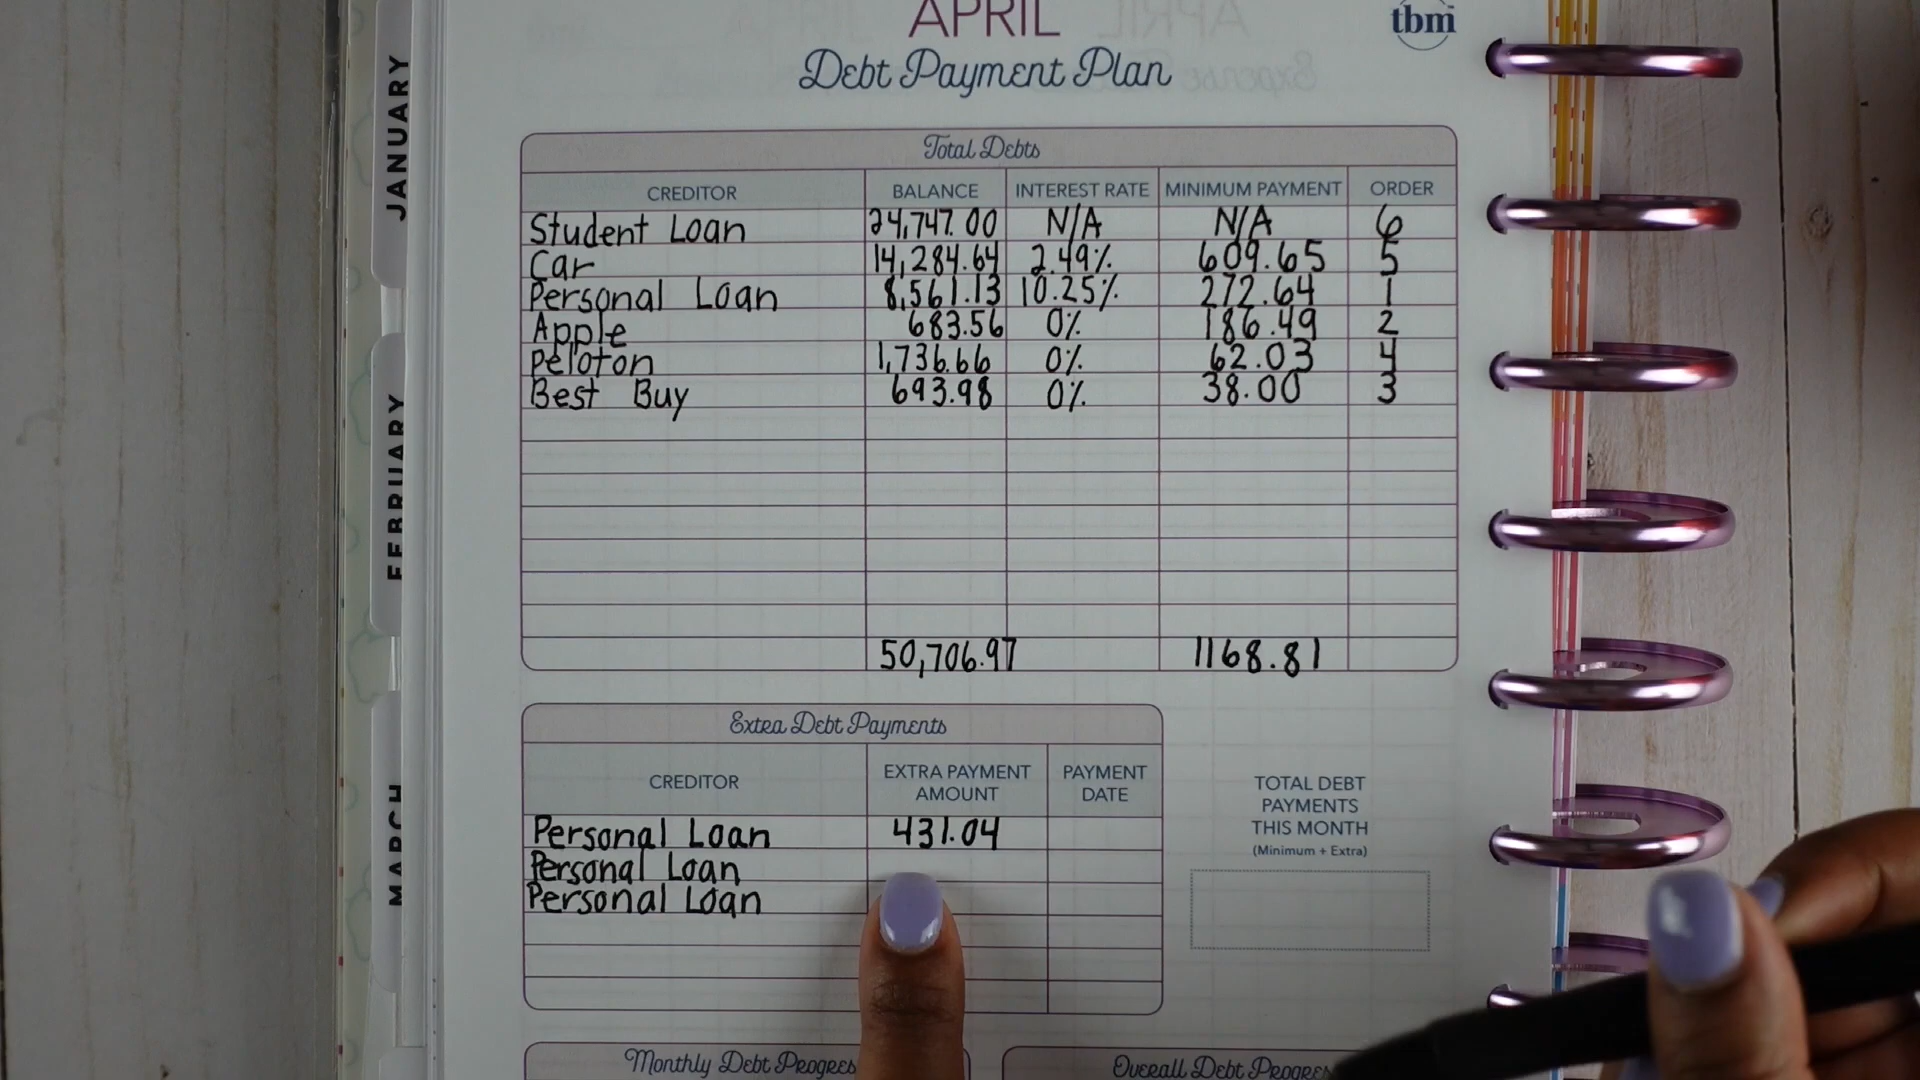 APRIL
tbm
Debt Payment Plan
JANUARY
FEBRUARY
MARCH
Total Debts
CREDITOR BALANCE INTEREST RATE MINIMUM PAYMENT ORDER
Student Loan 24,747.00 N/A N/A 6
Car 14,284.64 2.49% 609.65 5
Personal Loan 8,561.13 10.25% 272.64 1
Apple 683.56 0% 186.49 2
Peloton 1,736.66 0% 62.03 4
Best Buy 693.98 0% 38.00 3
50,706.97 1168.81
Extra Debt Payments
CREDITOR EXTRA PAYMENT AMOUNT PAYMENT DATE
Personal Loan 431.04
Personal Loan
Personal Loan
TOTAL DEBT
PAYMENTS
THIS MONTH
(Minimum + Extra)
Monthly Debt Progres
Overall Debt Progres